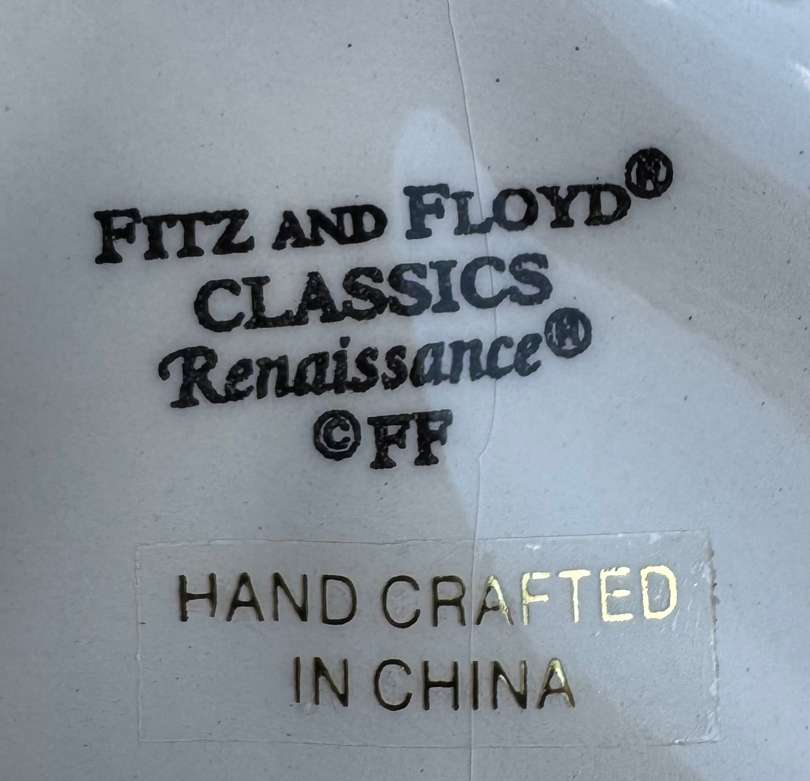 FITZ AND FLOYD®
CLASSICS
Renaissance®
©FF
HAND CRAFTED
IN CHINA